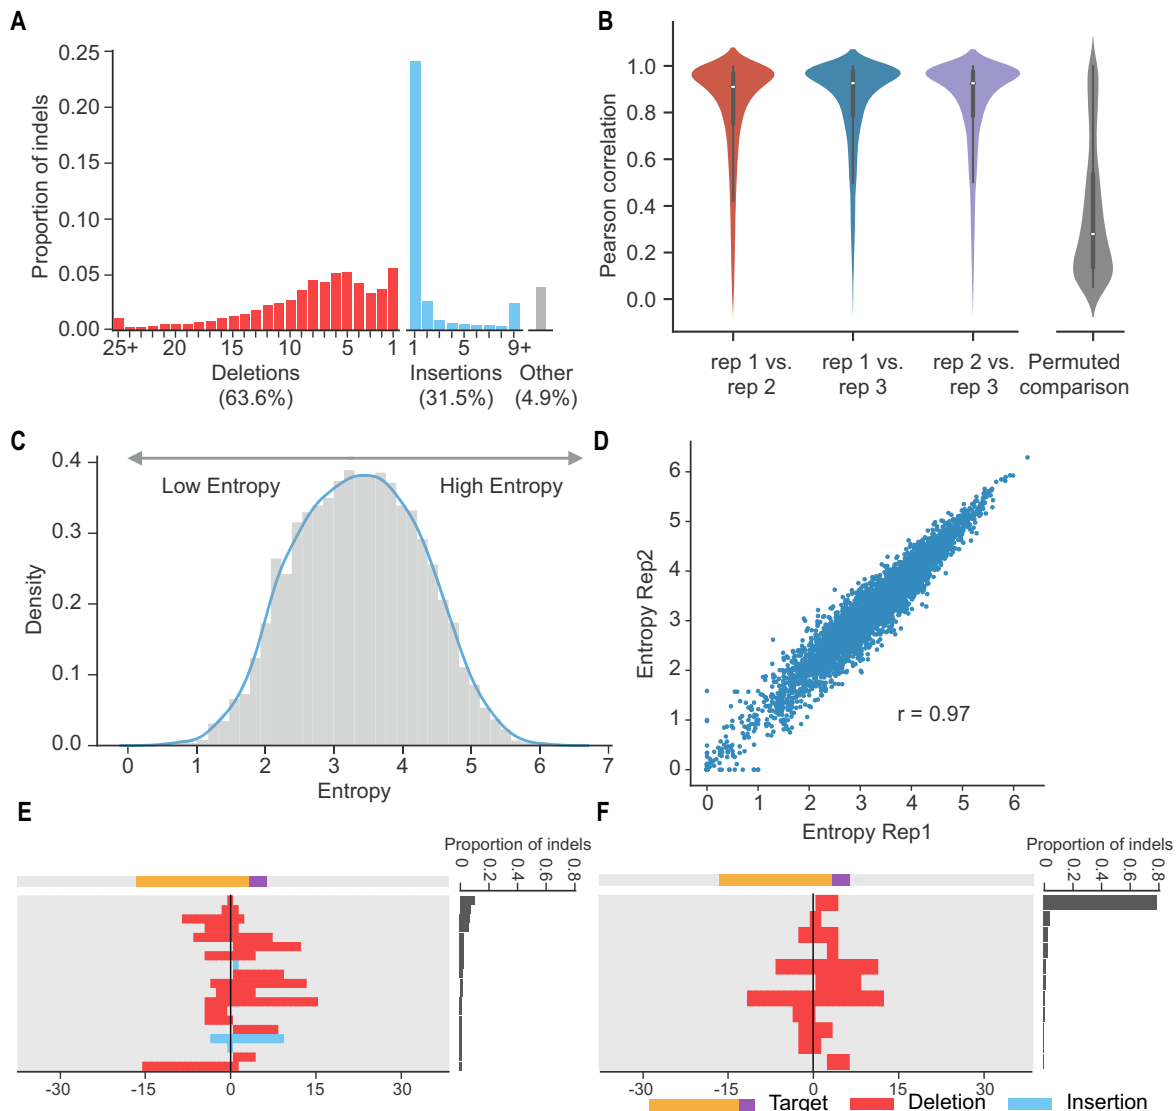 A
Proportion of indels
0.25
0.20
0.15
0.10
0.05
0.00
25+ 20 15 10 5 1 1 5 9+
Deletions Insertions Other
(63.6%) (31.5%) (4.9%)
B
Pearson correlation
1.0
0.8
0.6
0.4
0.2
0.0
rep 1 vs. rep 1 vs. rep 2 vs. Permuted
rep 2 rep 3 rep 3 comparison
C
Density
0.4
0.3
0.2
0.1
0.0
Low Entropy High Entropy
0 1 2 3 4 5 6 7
Entropy
D
Entropy Rep2
6
5
4
3
2
1
0
r = 0.97
0 1 2 3 4 5 6
Entropy Rep1
E
Proportion of indels
0 0.2 0.4 0.6 0.8
-30 -15 0 15 30
F
Proportion of indels
0 0.2 0.4 0.6 0.8
-30 -15 0 15 30
Target Deletion Insertion